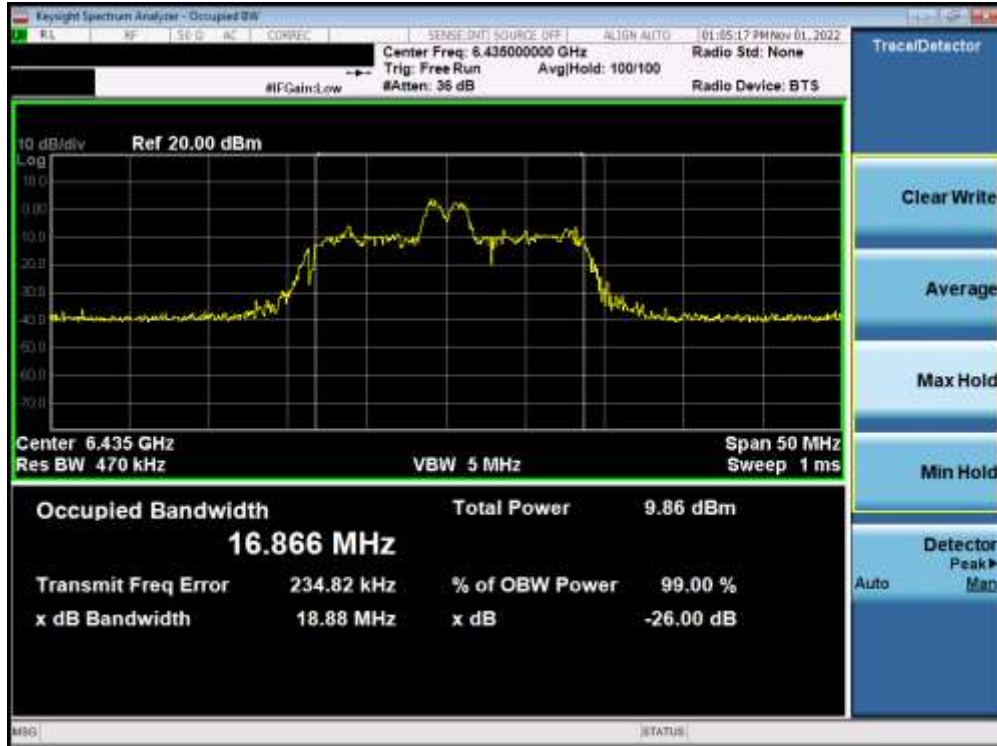 Keysight Spectrum Analyzer - Occupied BW
RL RF 50 Ω AC CORREC SENSE:INT SOURCE OFF ALIGN AUTO 01:05:17 PM Nov 01, 2022
Center Freq: 6.435000000 GHz Radio Std: None
Trig: Free Run Avg|Hold: 100/100
#IFGain:Low #Atten: 36 dB Radio Device: BTS
Trace/Detector
10 dB/div Ref 20.00 dBm
Log
10.0
0.00
-10.0
-20.0
-30.0
-40.0
-50.0
-60.0
-70.0
Center 6.435 GHz Span 50 MHz
Res BW 470 kHz VBW 5 MHz Sweep 1 ms
Occupied Bandwidth Total Power 9.86 dBm
16.866 MHz
Transmit Freq Error 234.82 kHz % of OBW Power 99.00 %
x dB Bandwidth 18.88 MHz x dB -26.00 dB
Clear Write
Average
Max Hold
Min Hold
Detector
Peak▶
Auto Man
MSG STATUS